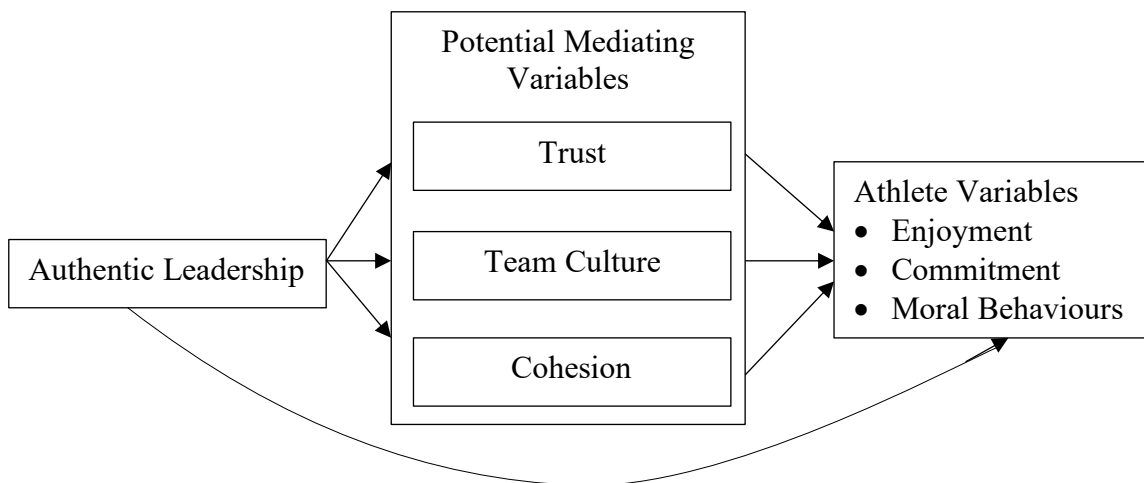 Potential Mediating
Variables
Trust
Team Culture
Cohesion
Authentic Leadership
Athlete Variables
• Enjoyment
• Commitment
• Moral Behaviours